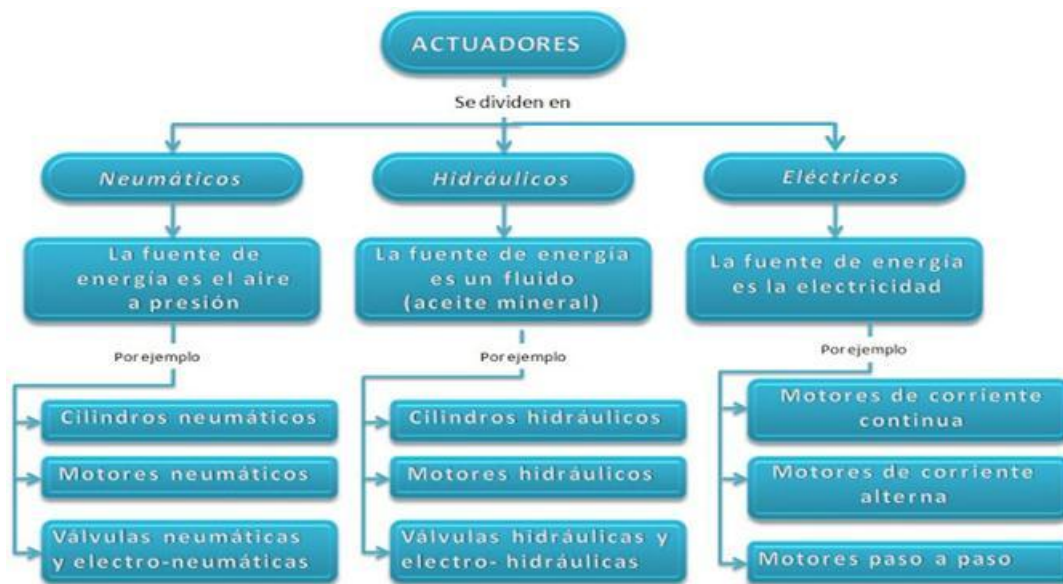 ACTUADORES
Se dividen en
Neumáticos
Hidráulicos
Eléctricos
La fuente de
energía es el aire
a presión
La fuente de energía
es un fluido
(aceite mineral)
La fuente de energía
es la electricidad
Por ejemplo
Por ejemplo
Por ejemplo
Cilindros neumáticos
Motores neumáticos
Válvulas neumáticas
y electro-neumáticas
Cilindros hidráulicos
Motores hidráulicos
Válvulas hidráulicas y
electro- hidráulicas
Motores de corriente
continua
Motores de corriente
alterna
Motores paso a paso